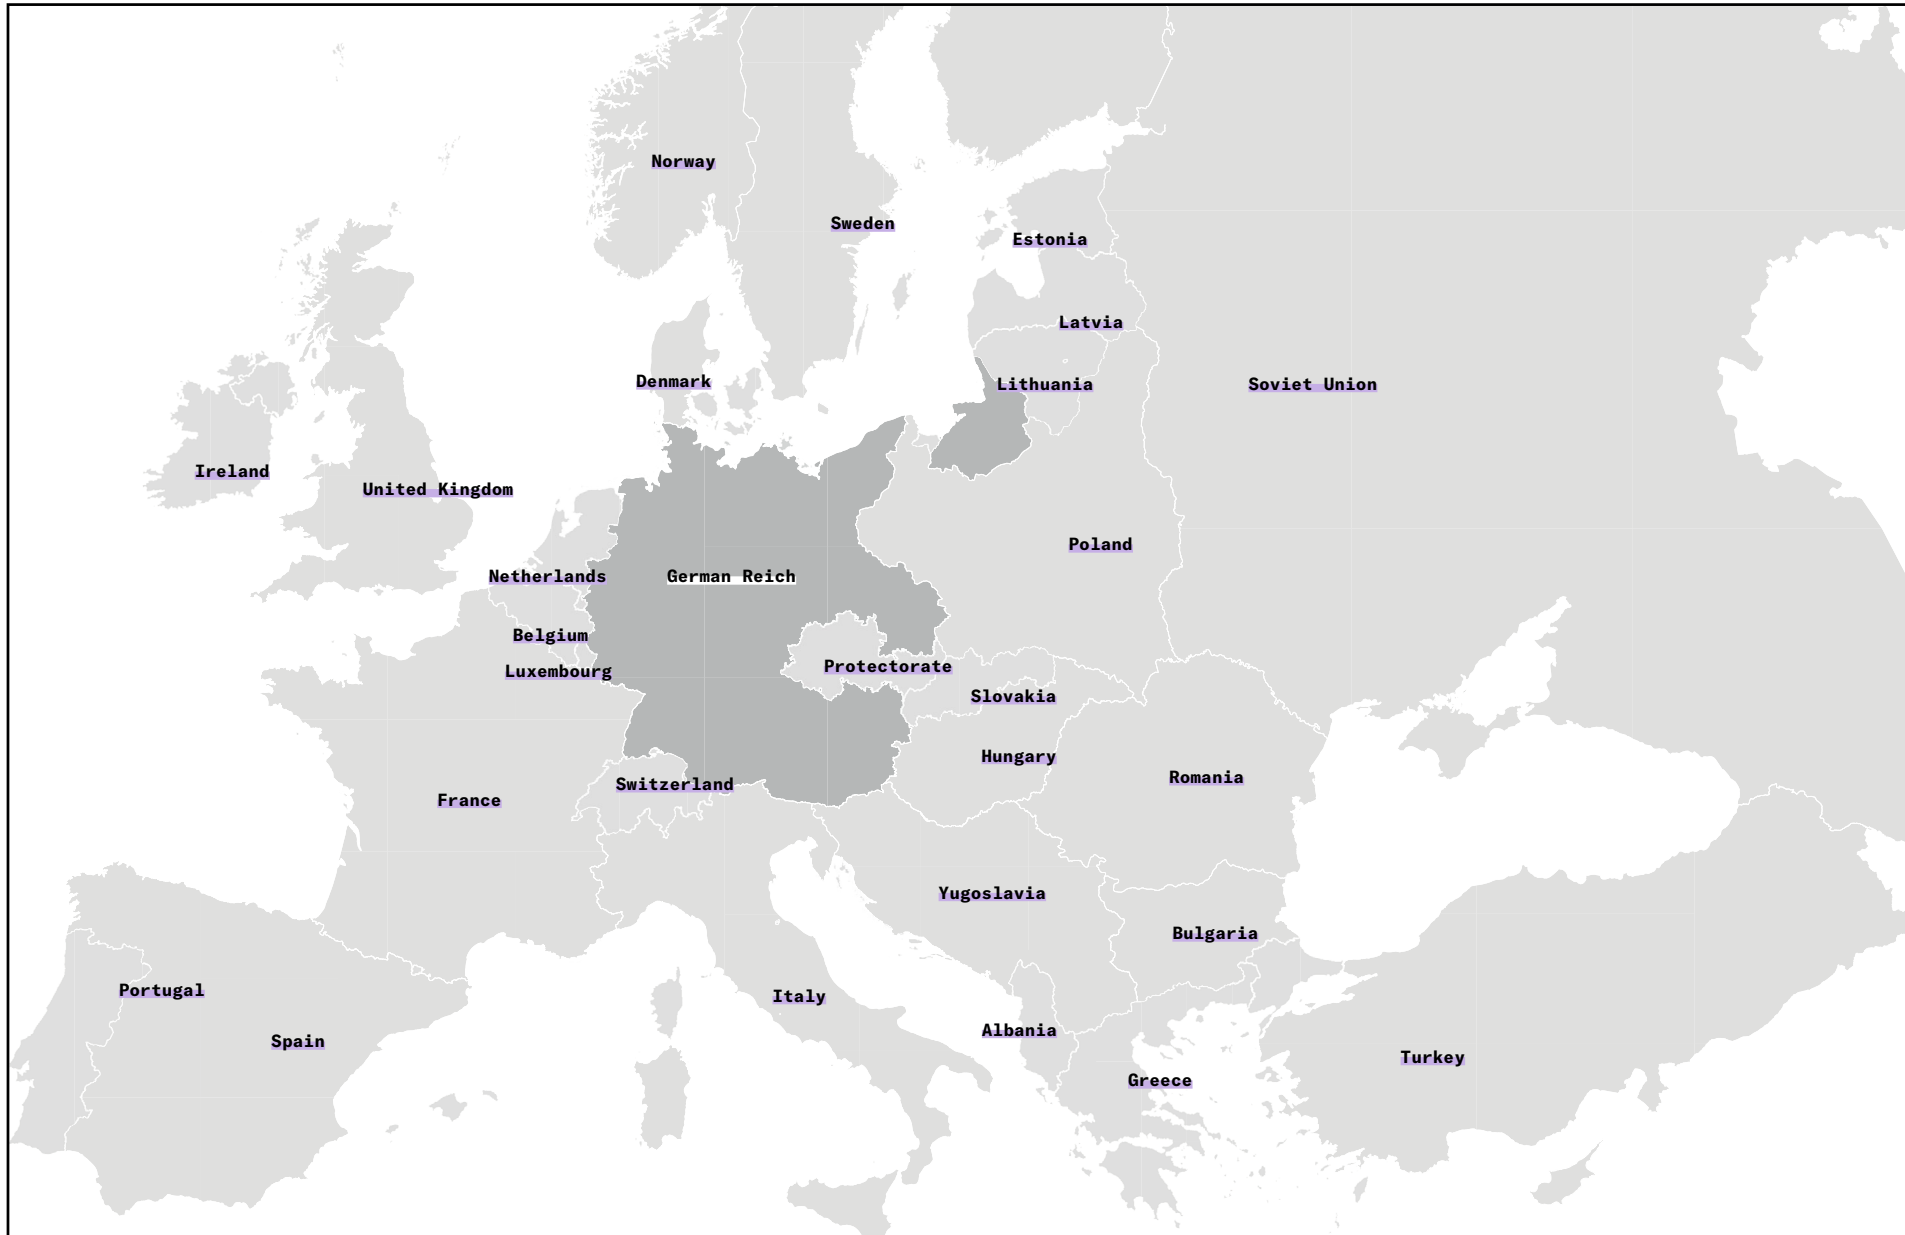 Norway
Sweden
Estonia
Latvia
Denmark
Lithuania
Soviet Union
Ireland
United Kingdom
Poland
Netherlands
German Reich
Belgium
Luxembourg
Protectorate
Slovakia
Hungary
Romania
Switzerland
France
Yugoslavia
Bulgaria
Portugal
Italy
Albania
Spain
Turkey
Greece